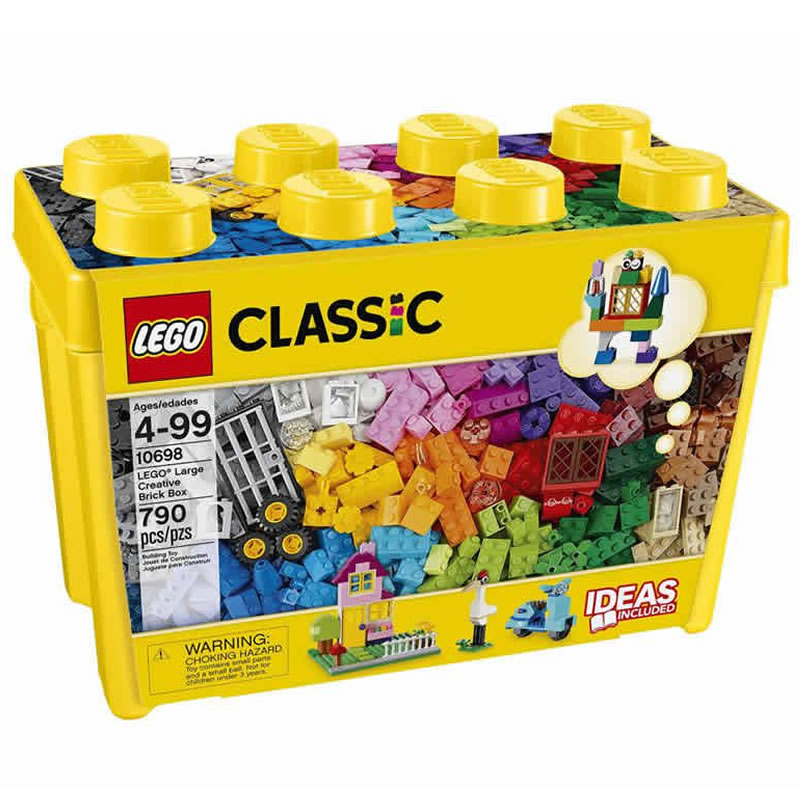 LEGO
CLASSiC
Ages/edades
4-99
10698
LEGO® Large
Creative
Brick Box
790
pcs/pzs
Building Toy
Jouet de Construction
Juguete para Construir
WARNING:
CHOKING HAZARD.
Toy contains small parts
and a small ball. Not for
children under 3 years.
IDEAS
INCLUDED